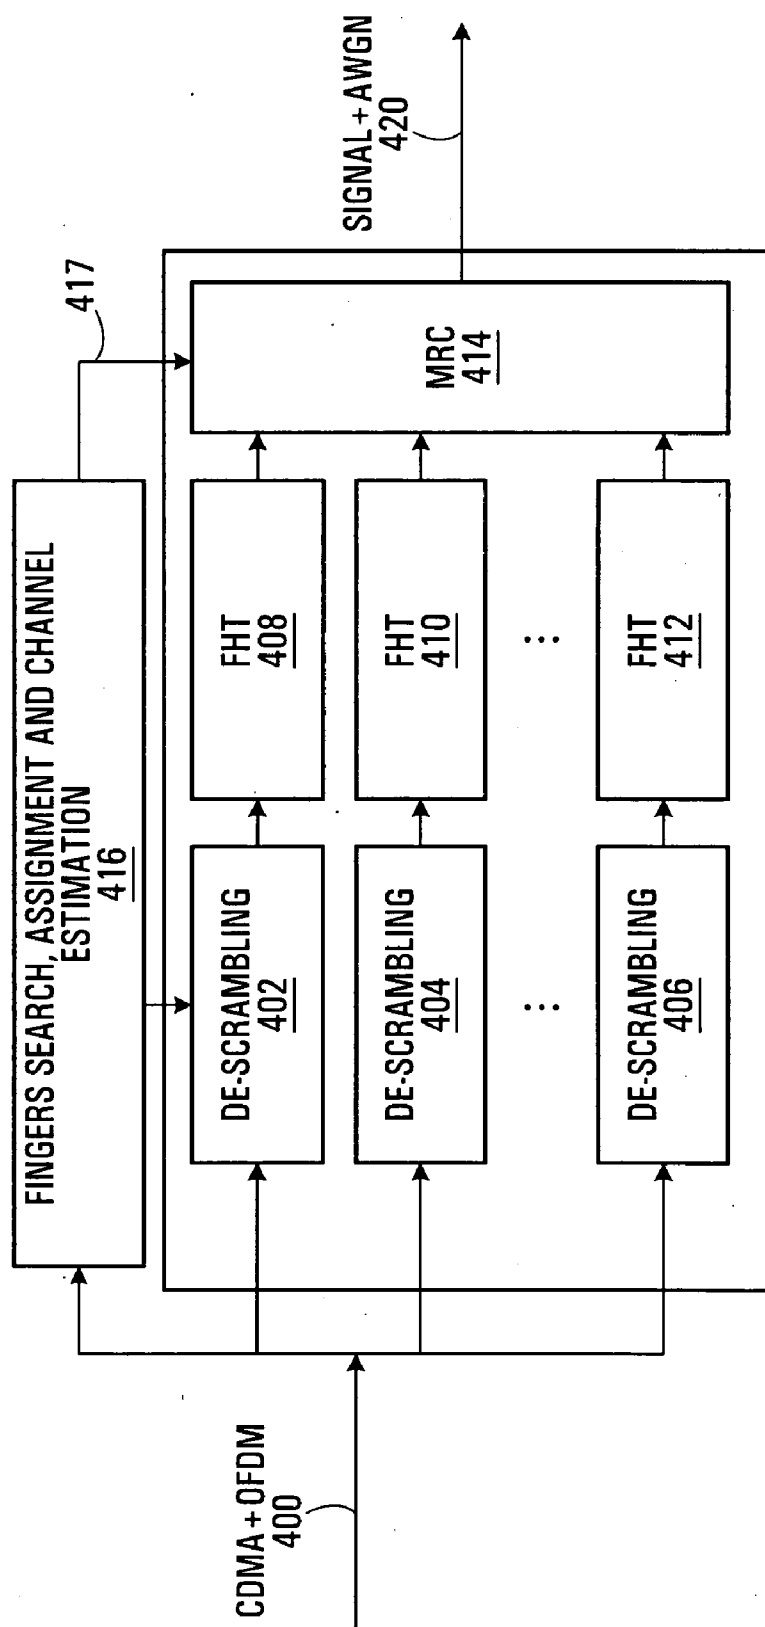 FINGERS SEARCH, ASSIGNMENT AND CHANNEL
ESTIMATION
416
417
CDMA+OFDM
400
DE-SCRAMBLING
402
FHT
408
DE-SCRAMBLING
404
FHT
410
...
...
DE-SCRAMBLING
406
FHT
412
MRC
414
SIGNAL+AWGN
420